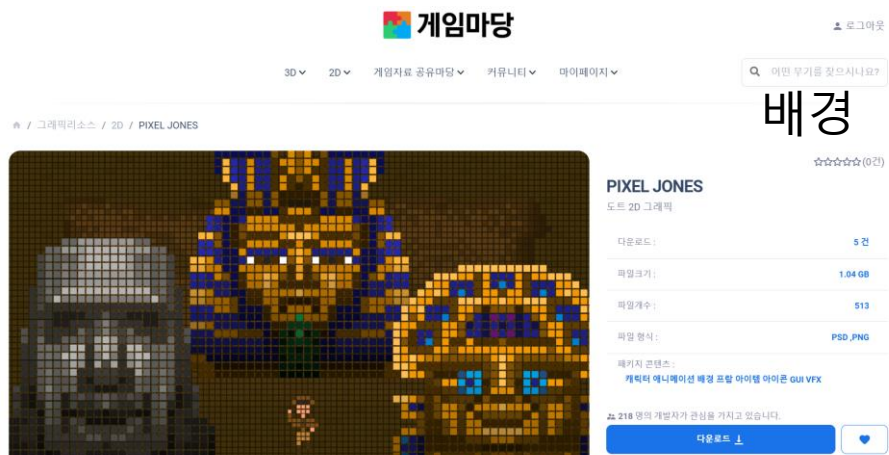 게임마당
로그아웃
3D 2D 게임자료 공유마당 커뮤니티 마이페이지
어떤 무기를 찾으시나요?
배경
/ 그래픽리소스 / 2D / PIXEL JONES
☆☆☆☆☆(0건)
PIXEL JONES
도트 2D 그래픽
다운로드 : 5 건
파일크기 : 1.04 GB
파일개수 : 513
파일 형식 : PSD ,PNG
패키지 콘텐츠 :
캐릭터 애니메이션 배경 프랍 아이템 아이콘 GUI VFX
218 명의 개발자가 관심을 가지고 있습니다.
다운로드